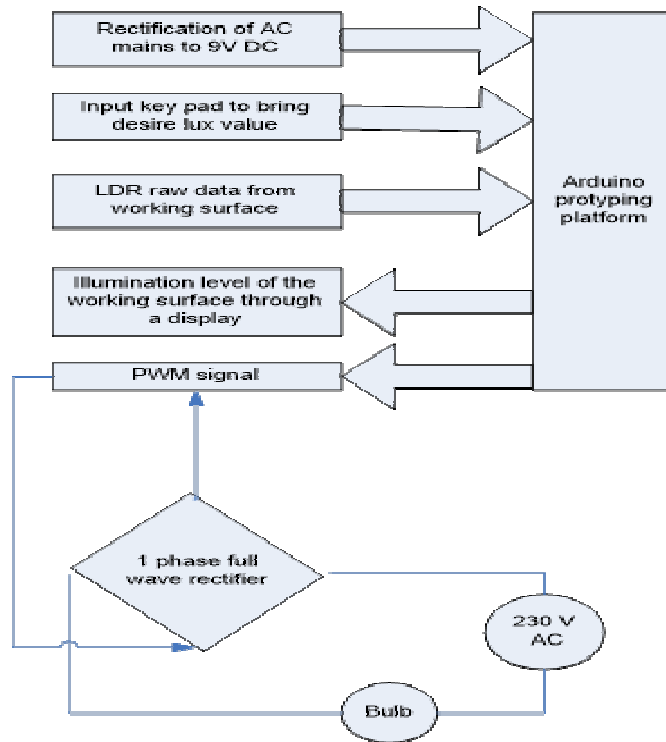 Rectification of AC
mains to 9V DC
Input key pad to bring
desire lux value
LDR raw data from
working surface
Arduino
protyping
platform
Illumination level of the
working surface through
a display
PWM signal
1 phase full
wave rectifier
230 V
AC
Bulb